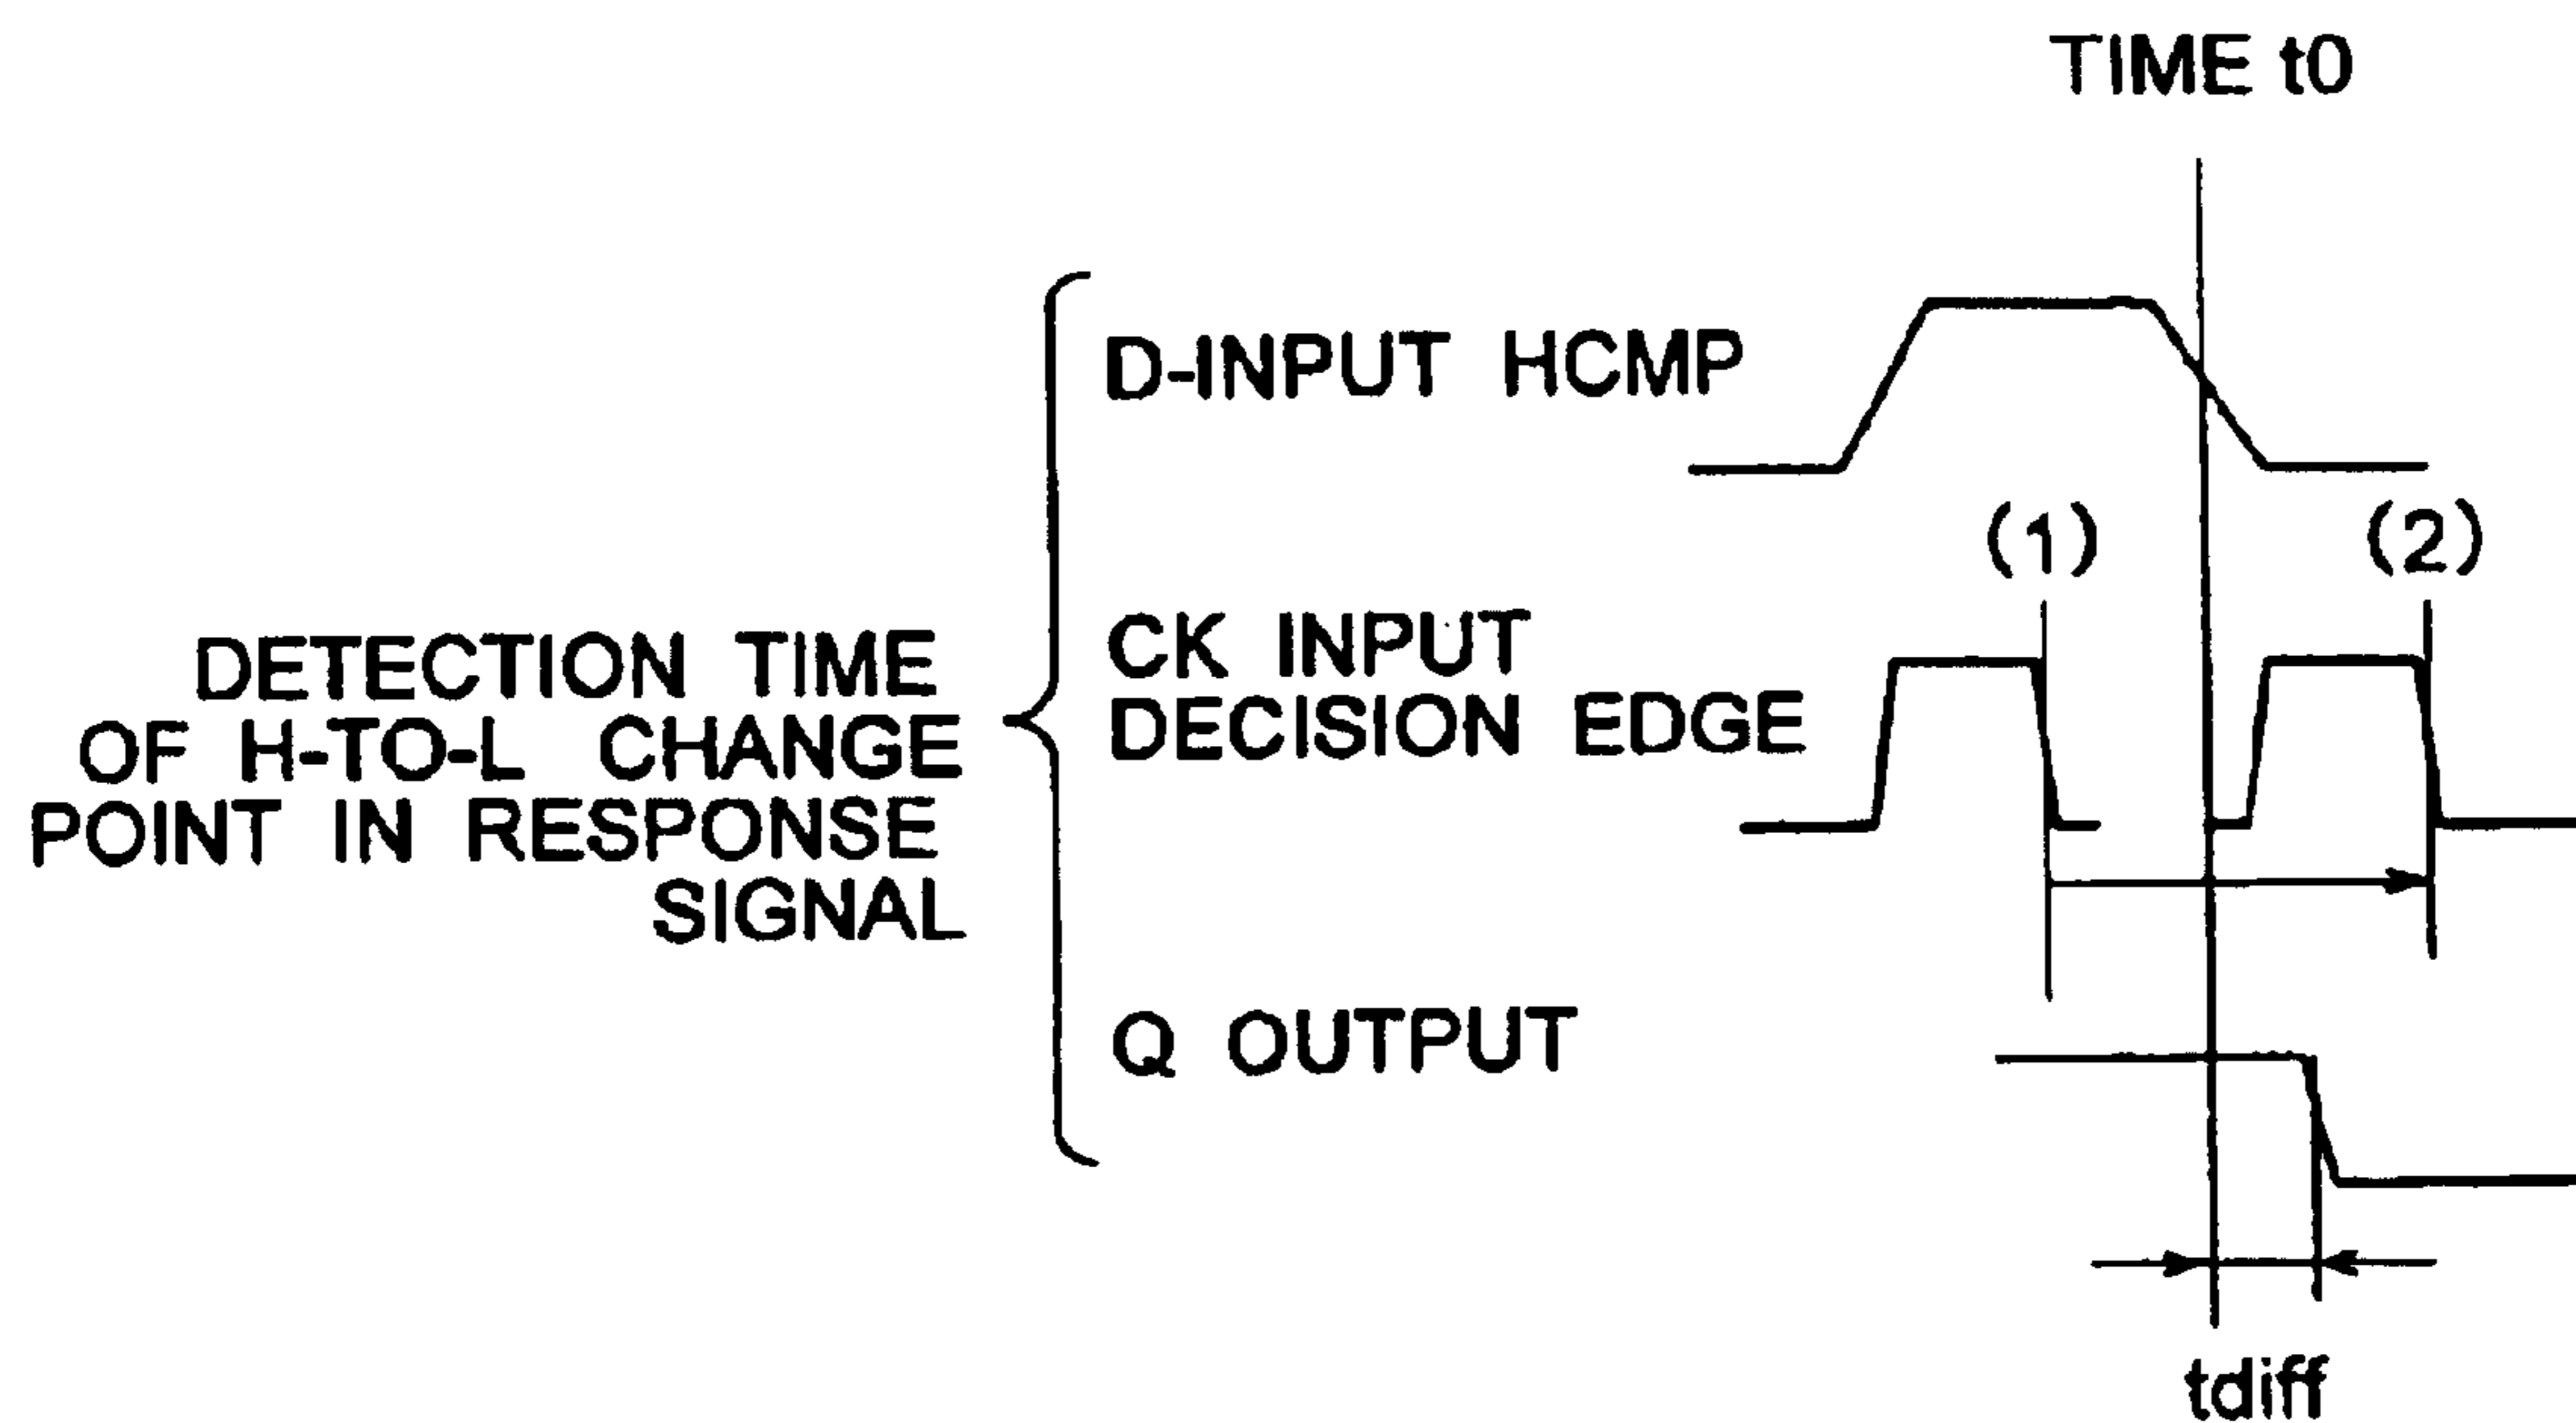 TIME t0
D-INPUT HCMP
(1) (2)
CK INPUT
DECISION EDGE
DETECTION TIME
OF H-TO-L CHANGE
POINT IN RESPONSE
SIGNAL
Q OUTPUT
tdiff